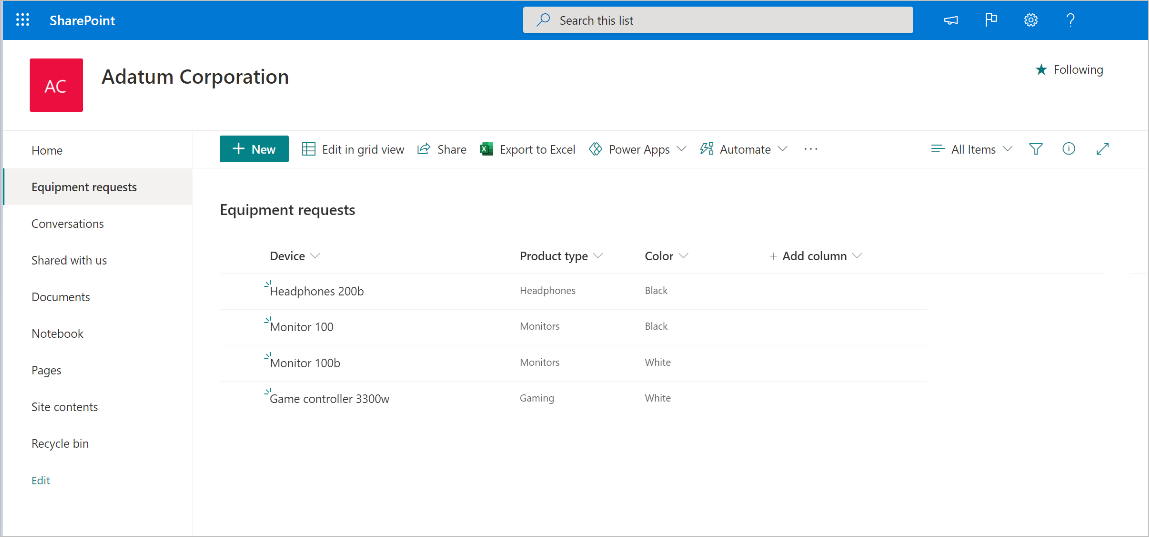 SharePoint Search this list ?
AC Adatum Corporation Following
Home
Equipment requests
Conversations
Shared with us
Documents
Notebook
Pages
Site contents
Recycle bin
Edit
+ New Edit in grid view Share Export to Excel Power Apps Automate ... All Items
Equipment requests
Device Product type Color + Add column
Headphones 200b Headphones Black
Monitor 100 Monitors Black
Monitor 100b Monitors White
Game controller 3300w Gaming White